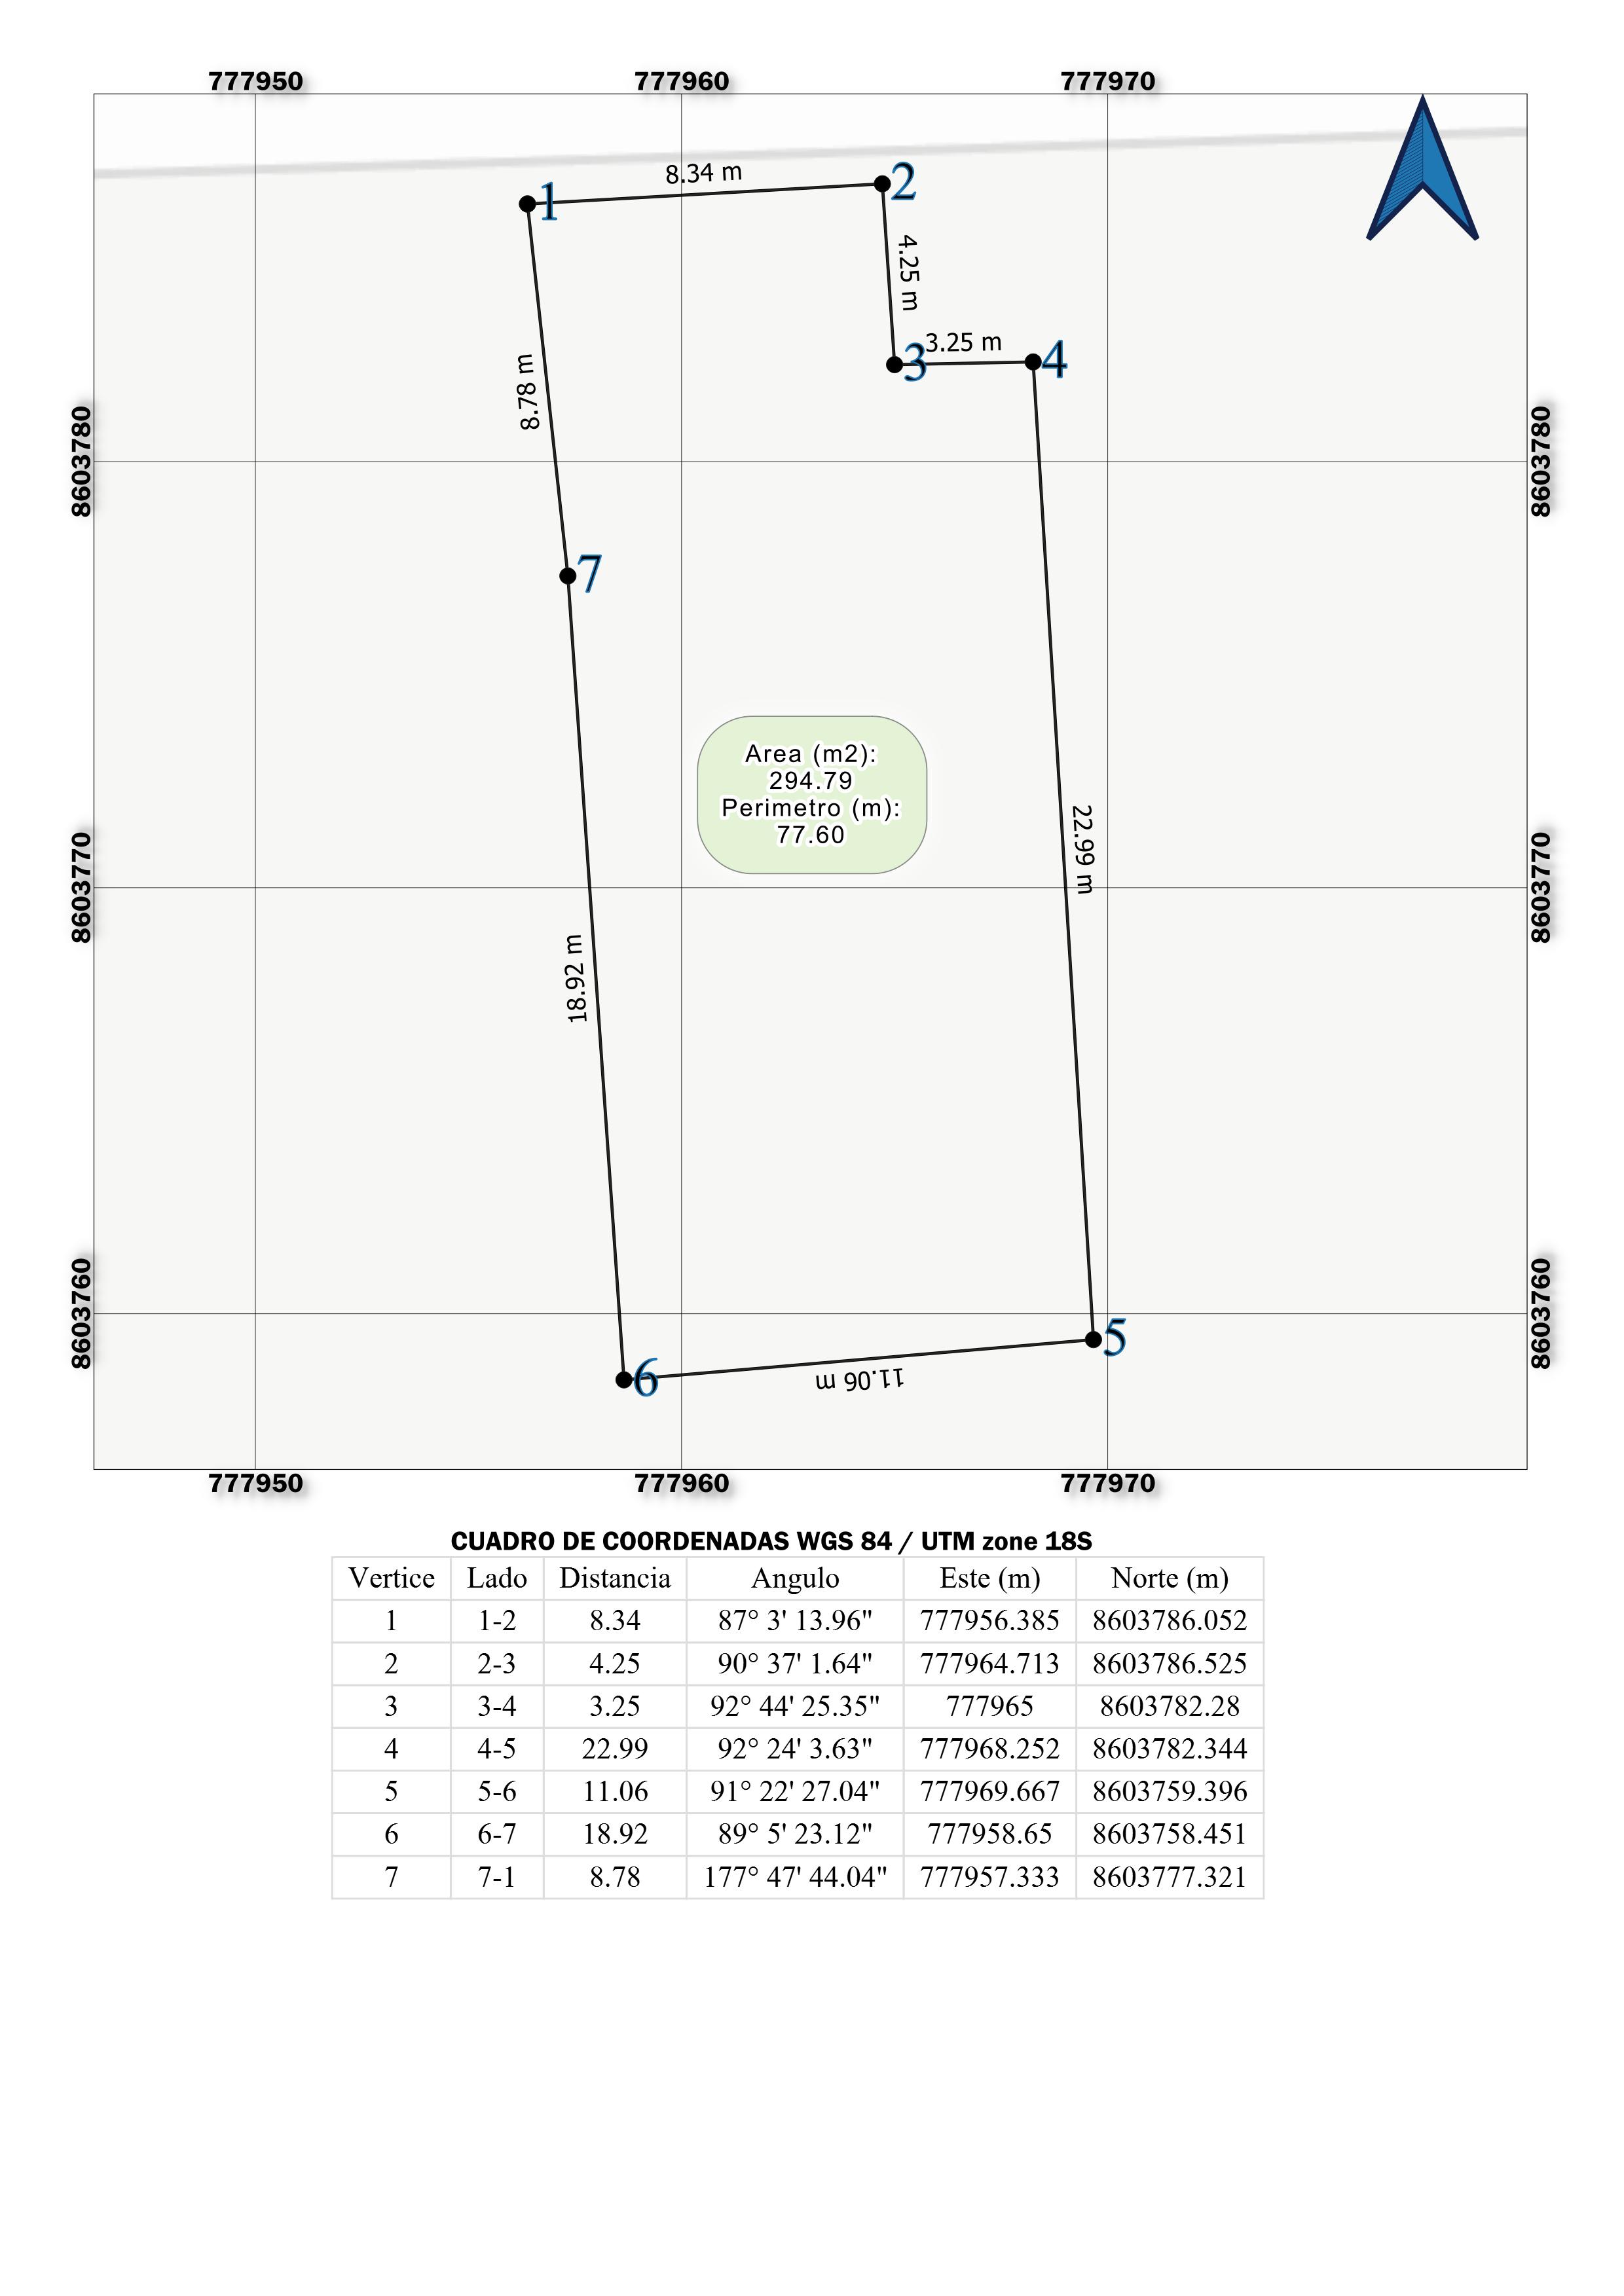 777950 777960 777970
8.34 m
1
2
4.25 m
3.25 m
3
4
8.78 m
8603780
8603780
7
Area (m2):
294.79
Perimetro (m):
77.60
22.99 m
8603770
8603770
18.92 m
8603760
8603760
5
11.06 m
6
777950 777960 777970
CUADRO DE COORDENADAS WGS 84 / UTM zone 18S
Vertice Lado Distancia Angulo Este (m) Norte (m)
1 1-2 8.34 87° 3' 13.96" 777956.385 8603786.052
2 2-3 4.25 90° 37' 1.64" 777964.713 8603786.525
3 3-4 3.25 92° 44' 25.35" 777965 8603782.28
4 4-5 22.99 92° 24' 3.63" 777968.252 8603782.344
5 5-6 11.06 91° 22' 27.04" 777969.667 8603759.396
6 6-7 18.92 89° 5' 23.12" 777958.65 8603758.451
7 7-1 8.78 177° 47' 44.04" 777957.333 8603777.321